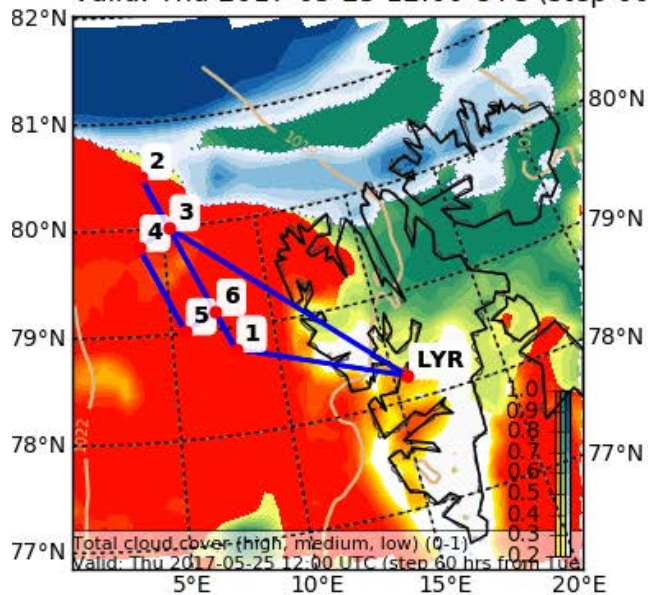 Valid: Thu 2017-05-25 12:00 UTC (step 60
82°N
81°N
80°N
80°N
2
3
4
79°N
6
5
1
79°N
LYR
78°N
1.0
0.9
0.8
0.7
0.6
0.5
0.4
0.3
0.2
1022
78°N
77°N
77°N
Total cloud cover (high, medium, low) (0-1)
Valid: Thu 2017-05-25 12:00 UTC (step 60 hrs from Tue
5°E 10°E 15°E 20°E